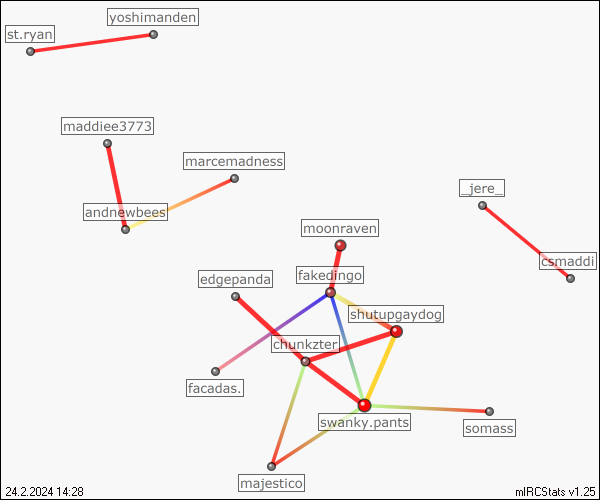 yoshimanden
st.ryan
maddiee3773
marcemadness
_jere_
andnewbees
moonraven
csmaddi
fakedingo
edgepanda
shutupgaydog
chunkzter
facadas.
swanky.pants
somass
majestico
24.2.2024 14:28
mIRCStats v1.25